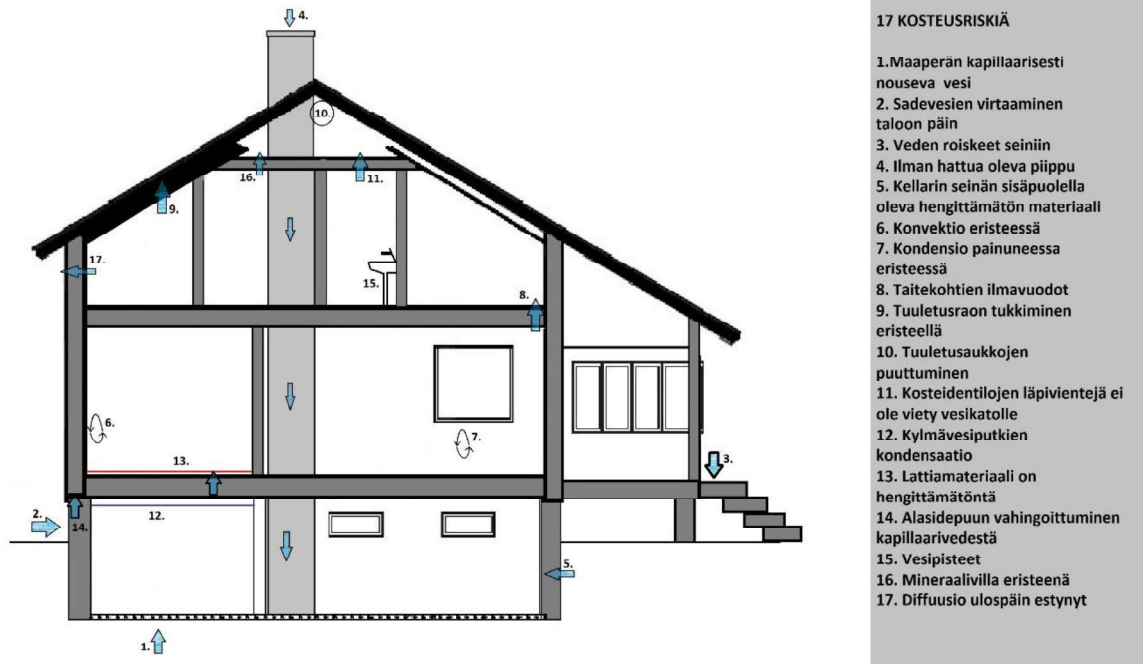 4.
10.
16.
11.
9.
17.
15.
8.
6.
7.
13.
3.
12.
2.
14.
5.
1.
17 KOSTEUSRISKIÄ
1.Maaperän kapillaarisesti
nouseva vesi
2. Sadevesien virtaaminen
taloon päin
3. Veden roiskeet seiniin
4. Ilman hattua oleva piippu
5. Kellarin seinän sisäpuolella
oleva hengittämätön materiaali
6. Konvektio eristeessä
7. Kondensio painuneessa
eristeessä
8. Taitekohtien ilmavuodot
9. Tuuletusraon tukkiminen
eristeellä
10. Tuuletusaukkojen
puuttuminen
11. Kosteidentilojen läpivientejä ei
ole viety vesikatolle
12. Kylmävesiputkien
kondensaatio
13. Lattiamateriaali on
hengittämätöntä
14. Alasidepuun vahingoittuminen
kapillaarivedestä
15. Vesipisteet
16. Mineraalivilla eristeenä
17. Diffuusio ulospäin estynyt